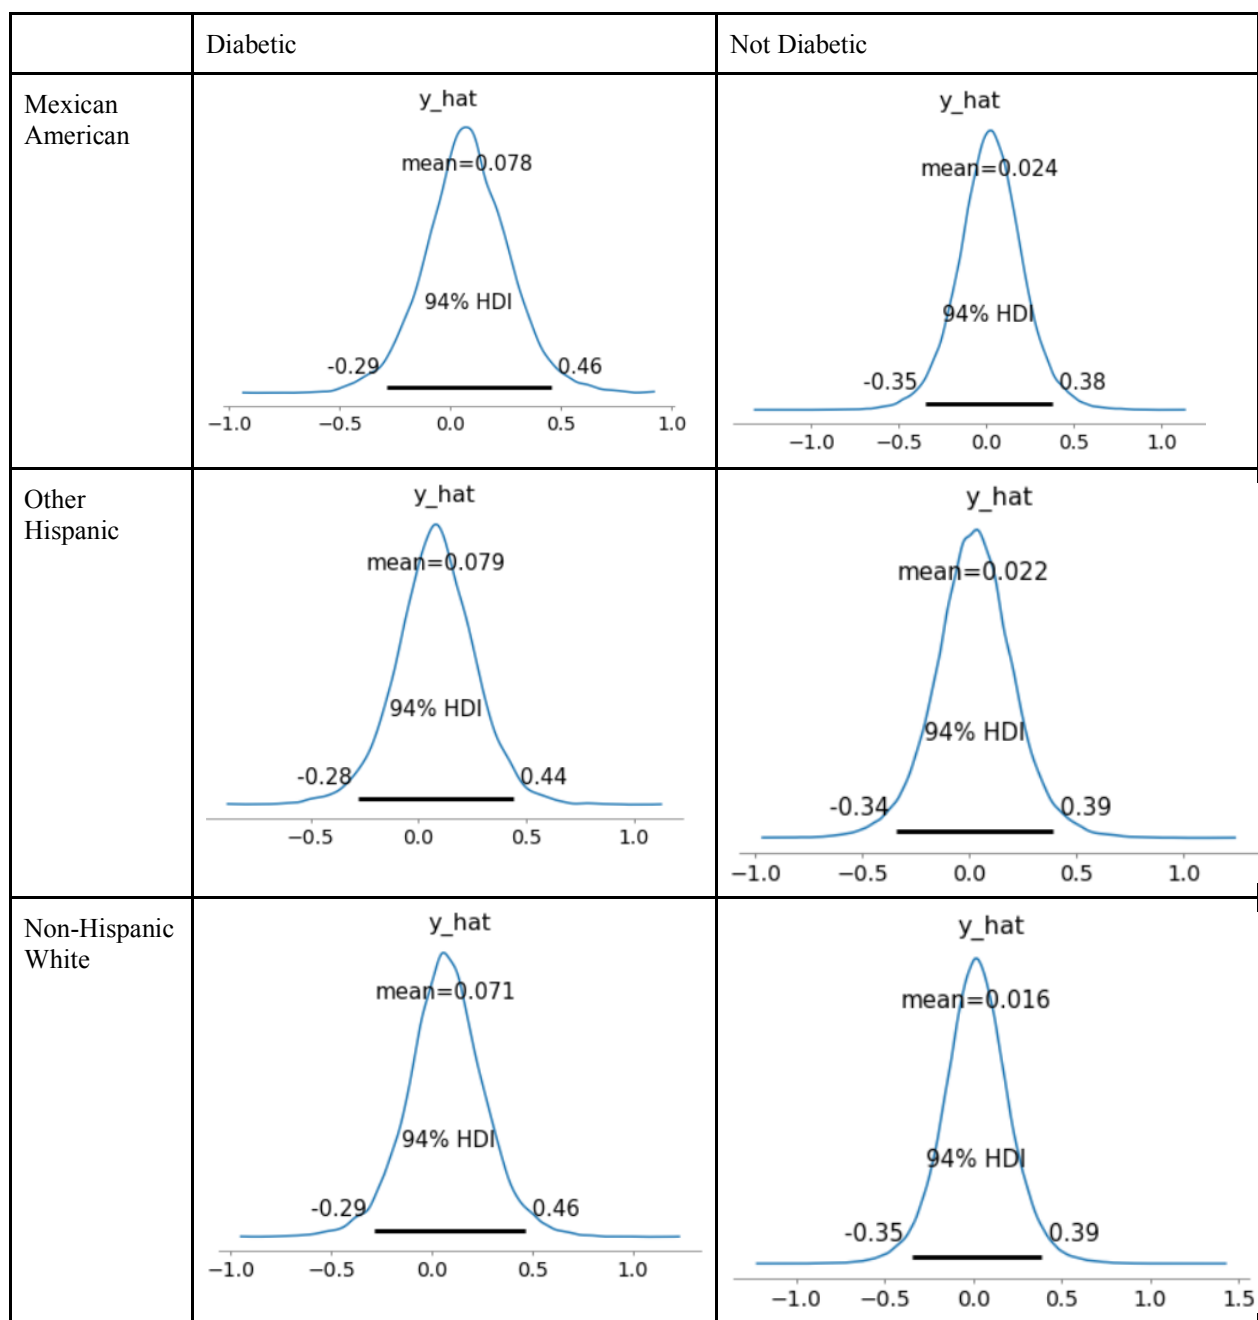 Diabetic
Not Diabetic
Mexican
American
y_hat
mean=0.078
94% HDI
-0.29
0.46
−1.0 −0.5 0.0 0.5 1.0
y_hat
mean=0.024
94% HDI
-0.35
0.38
−1.0 −0.5 0.0 0.5 1.0
Other
Hispanic
y_hat
mean=0.079
94% HDI
-0.28
0.44
−0.5 0.0 0.5 1.0
y_hat
mean=0.022
94% HDI
-0.34
0.39
−1.0 −0.5 0.0 0.5 1.0
Non-Hispanic
White
y_hat
mean=0.071
94% HDI
-0.29
0.46
−1.0 −0.5 0.0 0.5 1.0
y_hat
mean=0.016
94% HDI
-0.35
0.39
−1.0 −0.5 0.0 0.5 1.0 1.5